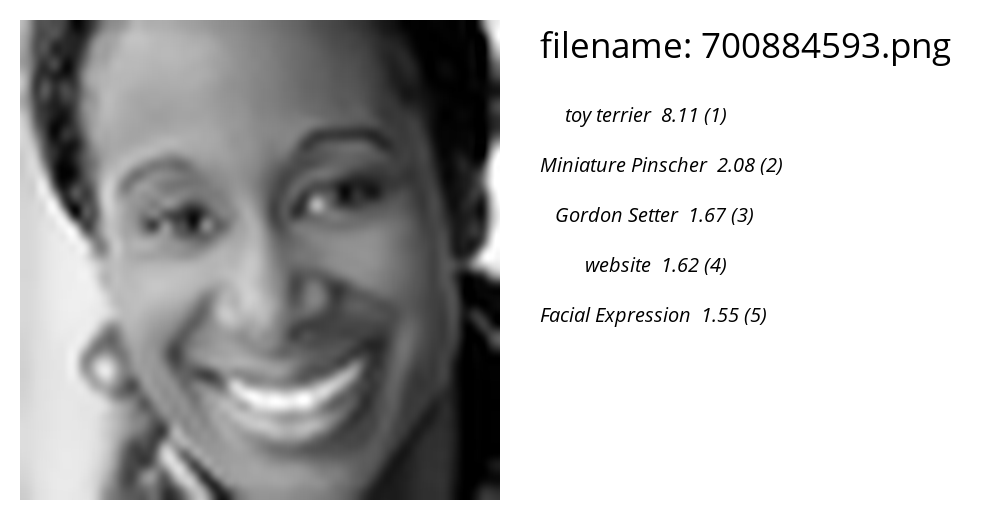 filename: 700884593.png
toy terrier 8.11 (1)
Miniature Pinscher 2.08 (2)
Gordon Setter 1.67 (3)
website 1.62 (4)
Facial Expression 1.55 (5)